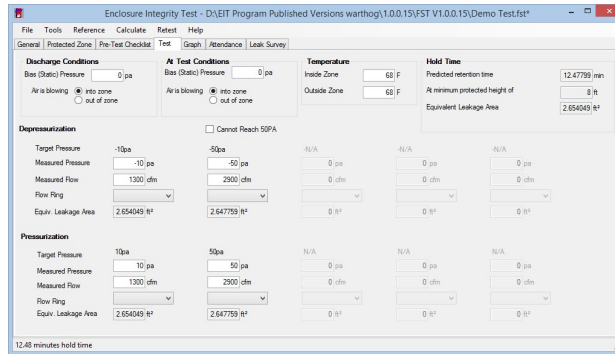 Enclosure Integrity Test - D:\EIT Program Published Versions warthog\1.0.0.15\FST V1.0.0.15\Demo Test.fst*
File Tools Reference Calculate Retest Help
General Protected Zone Pre-Test Checklist Test Graph Attendance Leak Survey
Discharge Conditions At Test Conditions Temperature Hold Time
Bias (Static) Pressure 0 pa Bias (Static) Pressure 0 pa Inside Zone 68 F Predicted retention time 12.47799 min
Air is blowing into zone Air is blowing into zone Outside Zone 68 F At minimum protected height of 8 ft
out of zone out of zone Equivalent Leakage Area 2.654049 ft²
Depressurization Cannot Reach 50PA
Target Pressure -10pa -50pa -N/A -N/A -N/A
Measured Pressure -10 pa -50 pa 0 pa 0 pa 0 pa
Measured Flow 1300 cfm 2900 cfm 0 cfm 0 cfm 0 cfm
Flow Ring
Equiv. Leakage Area 2.654049 ft² 2.647759 ft² 0 ft² 0 ft² 0 ft²
Pressurization
Target Pressure 10pa 50pa N/A N/A N/A
Measured Pressure 10 pa 50 pa 0 pa 0 pa 0 pa
Measured Flow 1300 cfm 2900 cfm 0 cfm 0 cfm 0 cfm
Flow Ring
Equiv. Leakage Area 2.654049 ft² 2.647759 ft² 0 ft² 0 ft² 0 ft²
12.48 minutes hold time